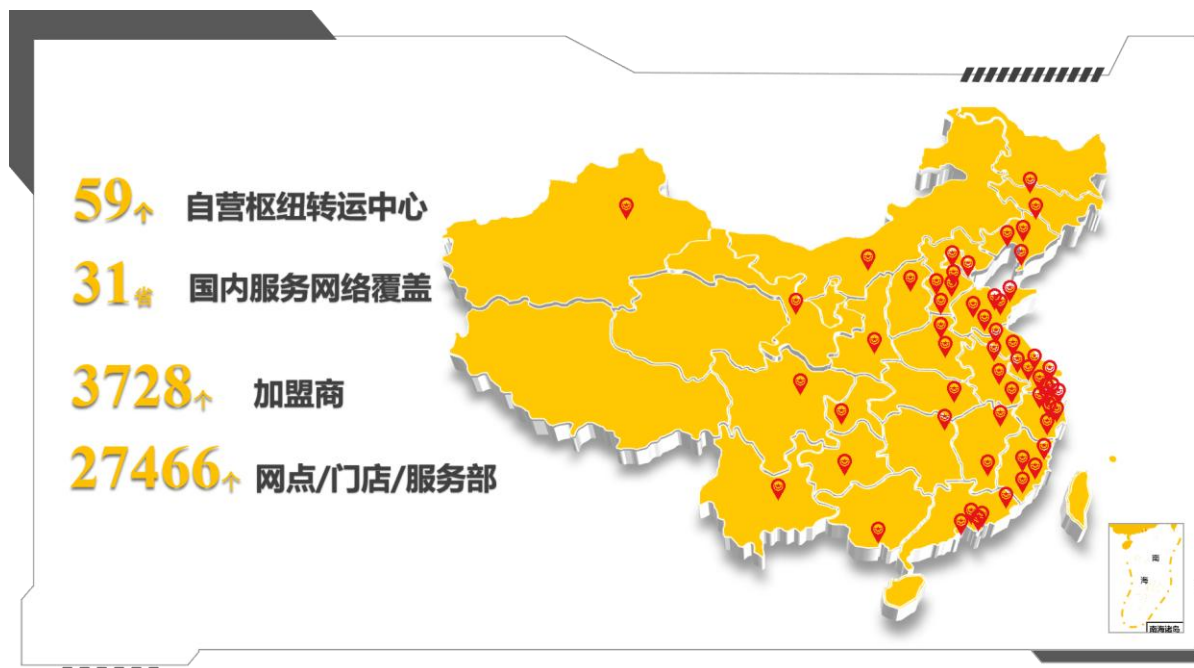 59个 自营枢纽转运中心
31省 国内服务网络覆盖
3728个 加盟商
27466个 网点/门店/服务部
南
海
南海诸岛